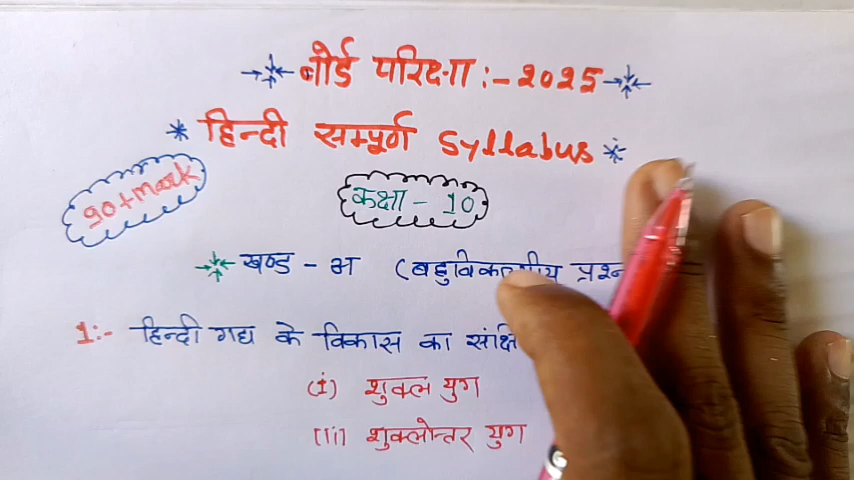 बोर्ड परिक्षा :- 2025
* हिन्दी सम्पूर्ण Syllabus *
90+ Mark
कक्षा - 10
खण्ड - अ (बहुविकल्पीय प्रश्न
1:- हिन्दी गद्य के विकास का
(i) शुक्ल युग
(ii) शुक्लोत्तर युग